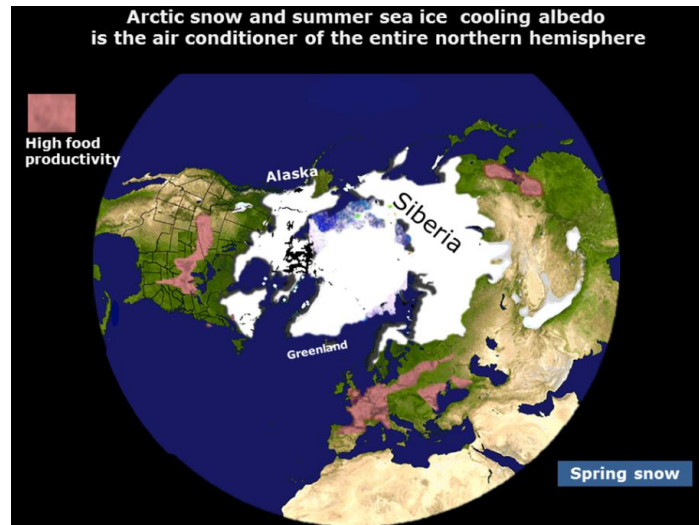 Arctic snow and summer sea ice cooling albedo
is the air conditioner of the entire northern hemisphere
High food
productivity
Alaska
Siberia
Greenland
Spring snow